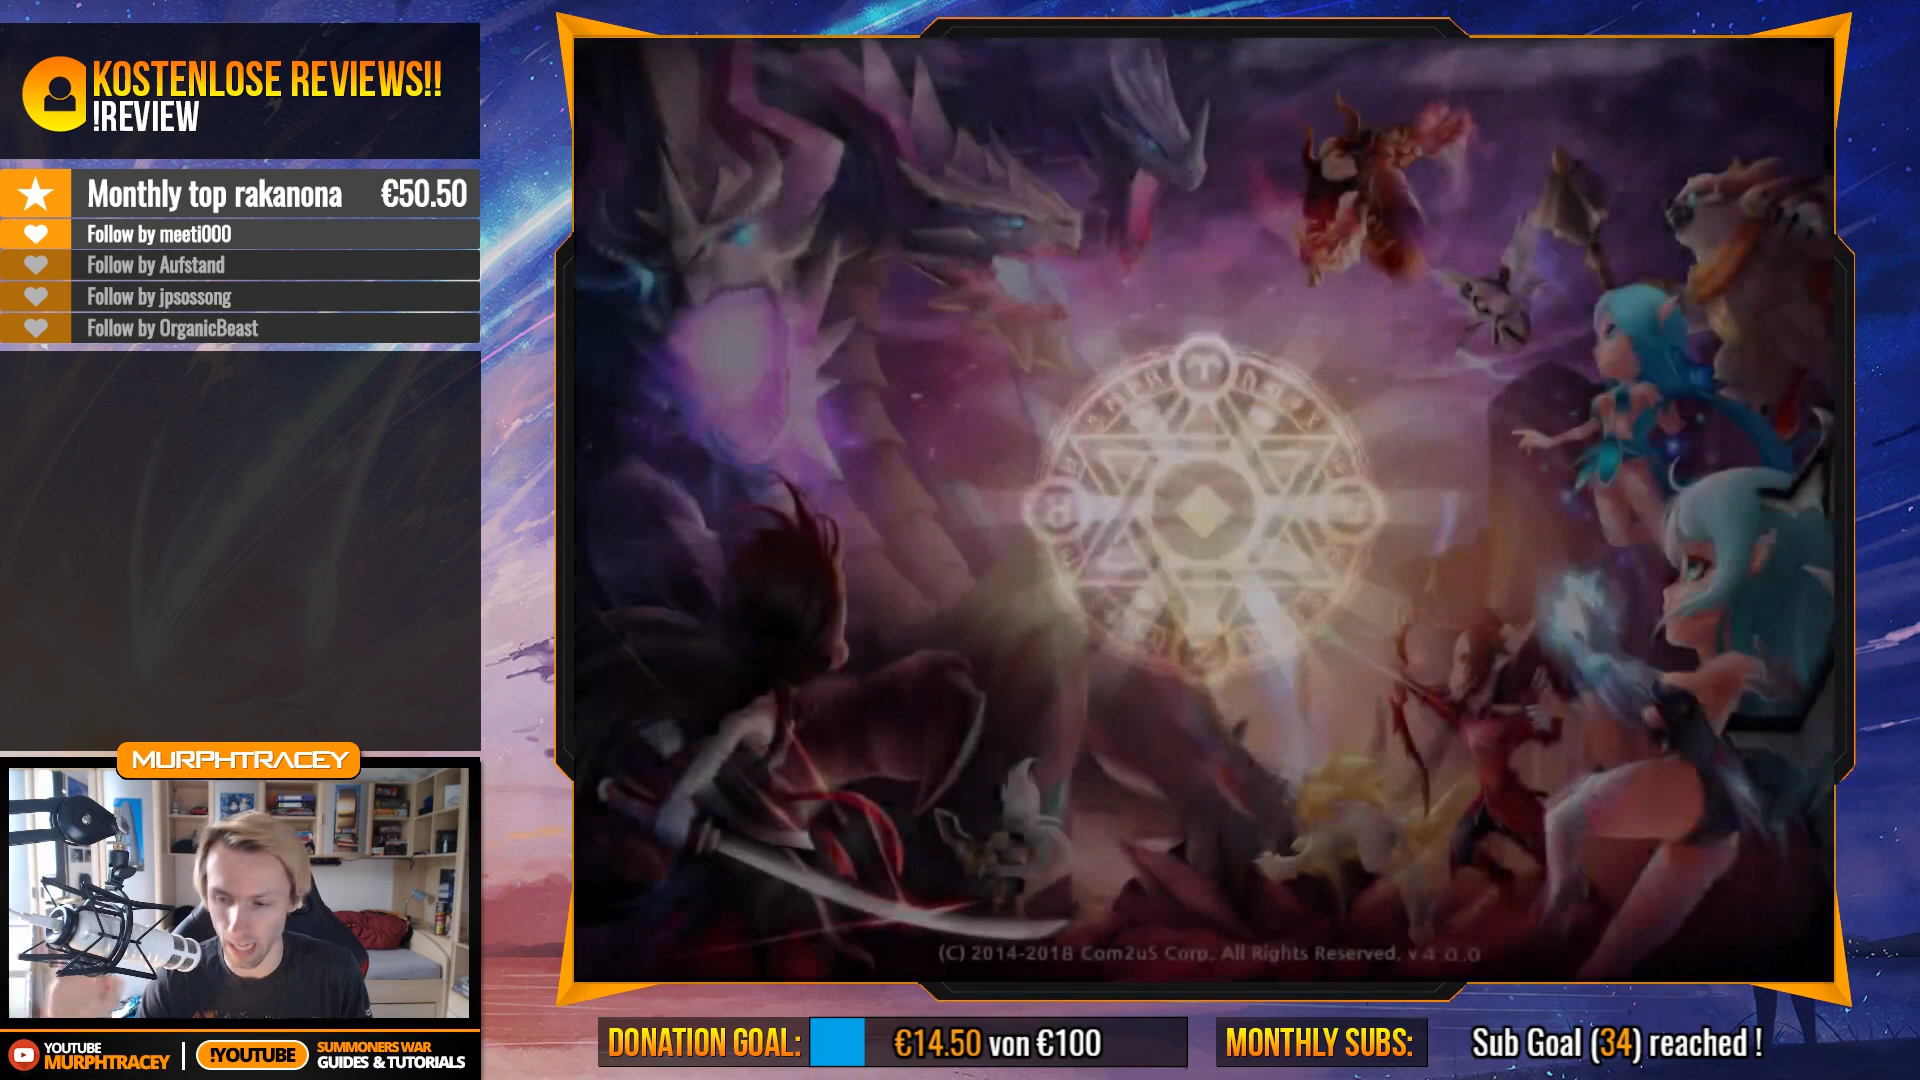 KOSTENLOSE REVIEWS!!
!REVIEW
Monthly top rakanona €50.50
Follow by meeti000
Follow by Aufstand
Follow by jpsossong
Follow by OrganicBeast
MURPHTRACEY
YOUTUBE
MURPHTRACEY
!YOUTUBE
SUMMONERS WAR
GUIDES & TUTORIALS
(C) 2014-2018 Com2uS Corp. All Rights Reserved. v 4.0.0
DONATION GOAL: €14.50 von €100
MONTHLY SUBS: Sub Goal (34) reached !